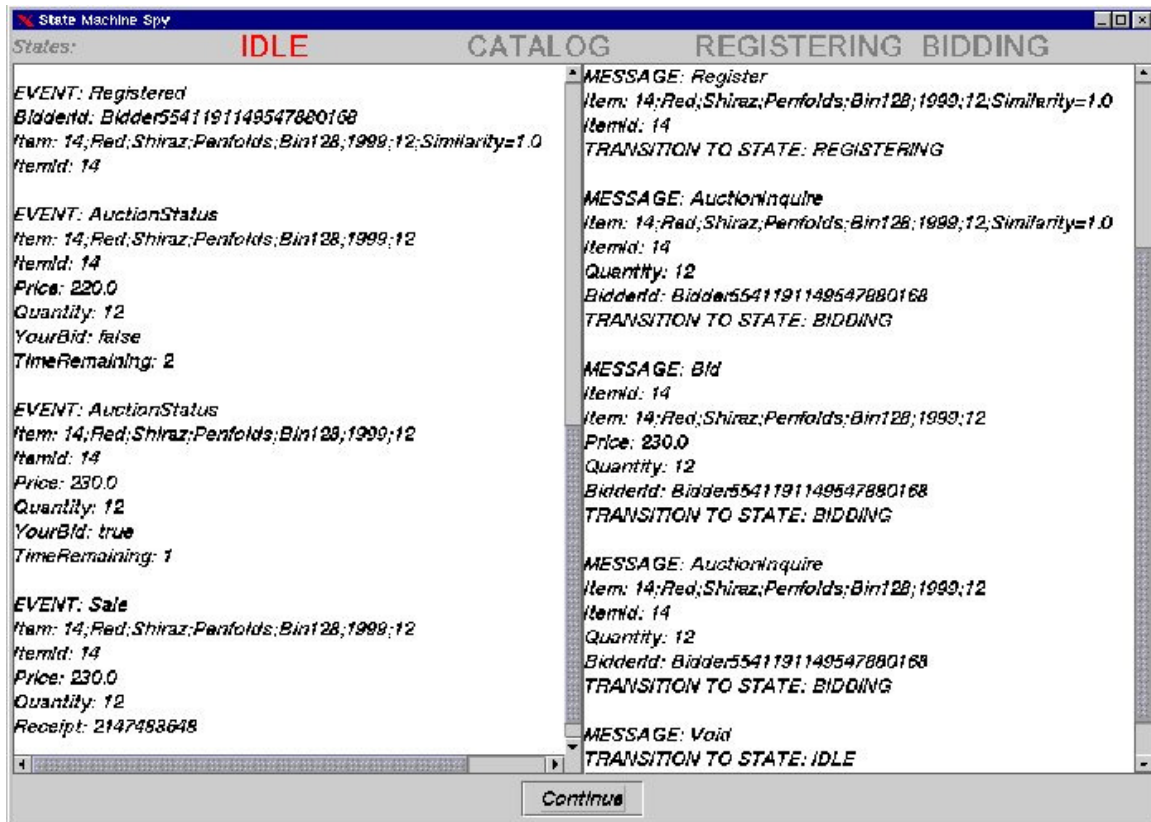 State Machine Spy
States: IDLE CATALOG REGISTERING BIDDING
EVENT: Registered
BidderId: Bidder5541191149547880168
Item: 14;Red;Shiraz;Penfolds;Bin128;1999;12;Similarity=1.0
ItemId: 14
EVENT: AuctionStatus
Item: 14;Red;Shiraz;Penfolds;Bin128;1999;12
ItemId: 14
Price: 220.0
Quantity: 12
YourBid: false
TimeRemaining: 2
EVENT: AuctionStatus
Item: 14;Red;Shiraz;Penfolds;Bin128;1999;12
ItemId: 14
Price: 230.0
Quantity: 12
YourBid: true
TimeRemaining: 1
EVENT: Sale
Item: 14;Red;Shiraz;Penfolds;Bin128;1999;12
ItemId: 14
Price: 230.0
Quantity: 12
Receipt: 2147483648
MESSAGE: Register
Item: 14;Red;Shiraz;Penfolds;Bin128;1999;12;Similarity=1.0
ItemId: 14
TRANSITION TO STATE: REGISTERING
MESSAGE: AuctionInquire
Item: 14;Red;Shiraz;Penfolds;Bin128;1999;12;Similarity=1.0
ItemId: 14
Quantity: 12
BidderId: Bidder5541191149547880168
TRANSITION TO STATE: BIDDING
MESSAGE: Bid
ItemId: 14
Item: 14;Red;Shiraz;Penfolds;Bin128;1999;12
Price: 230.0
Quantity: 12
BidderId: Bidder5541191149547880168
TRANSITION TO STATE: BIDDING
MESSAGE: AuctionInquire
Item: 14;Red;Shiraz;Penfolds;Bin128;1999;12
ItemId: 14
Quantity: 12
BidderId: Bidder5541191149547880168
TRANSITION TO STATE: BIDDING
MESSAGE: Void
TRANSITION TO STATE: IDLE
Continue